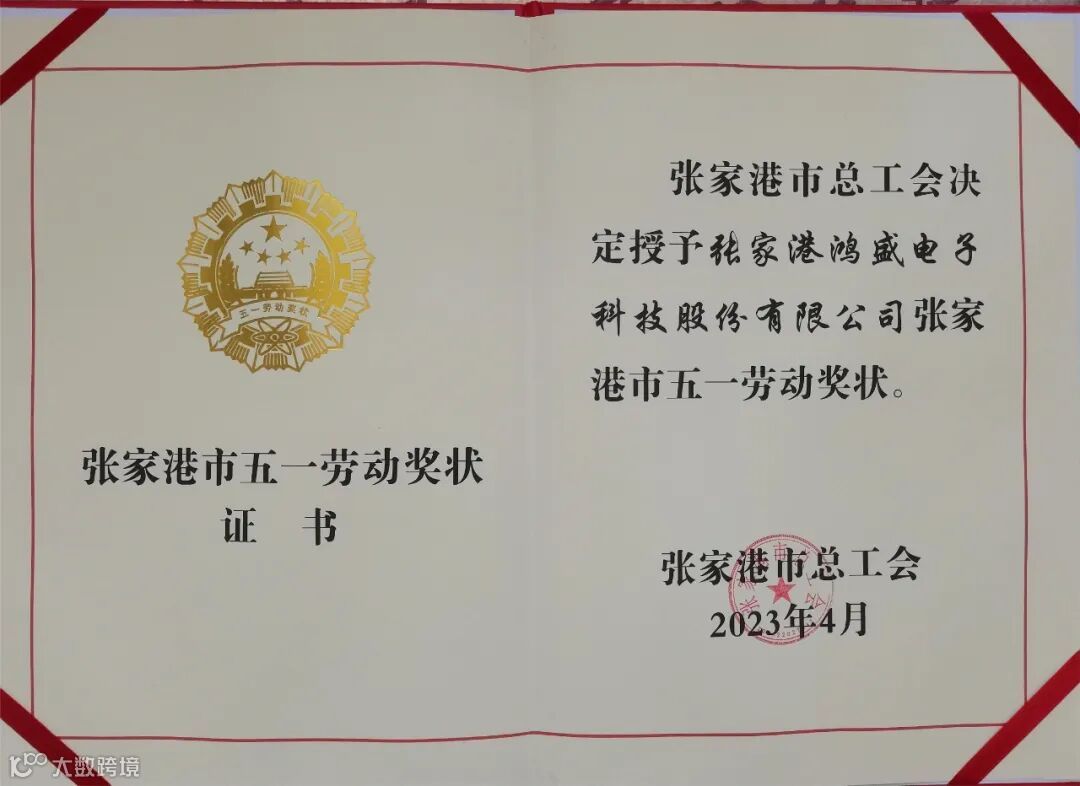 五一劳动奖状
张家港市五一劳动奖状
证 书
张家港市总工会决
定授予张家港鸿盛电子
科技股份有限公司张家
港市五一劳动奖状。
张家港市总工会
2023年4月
大数跨境